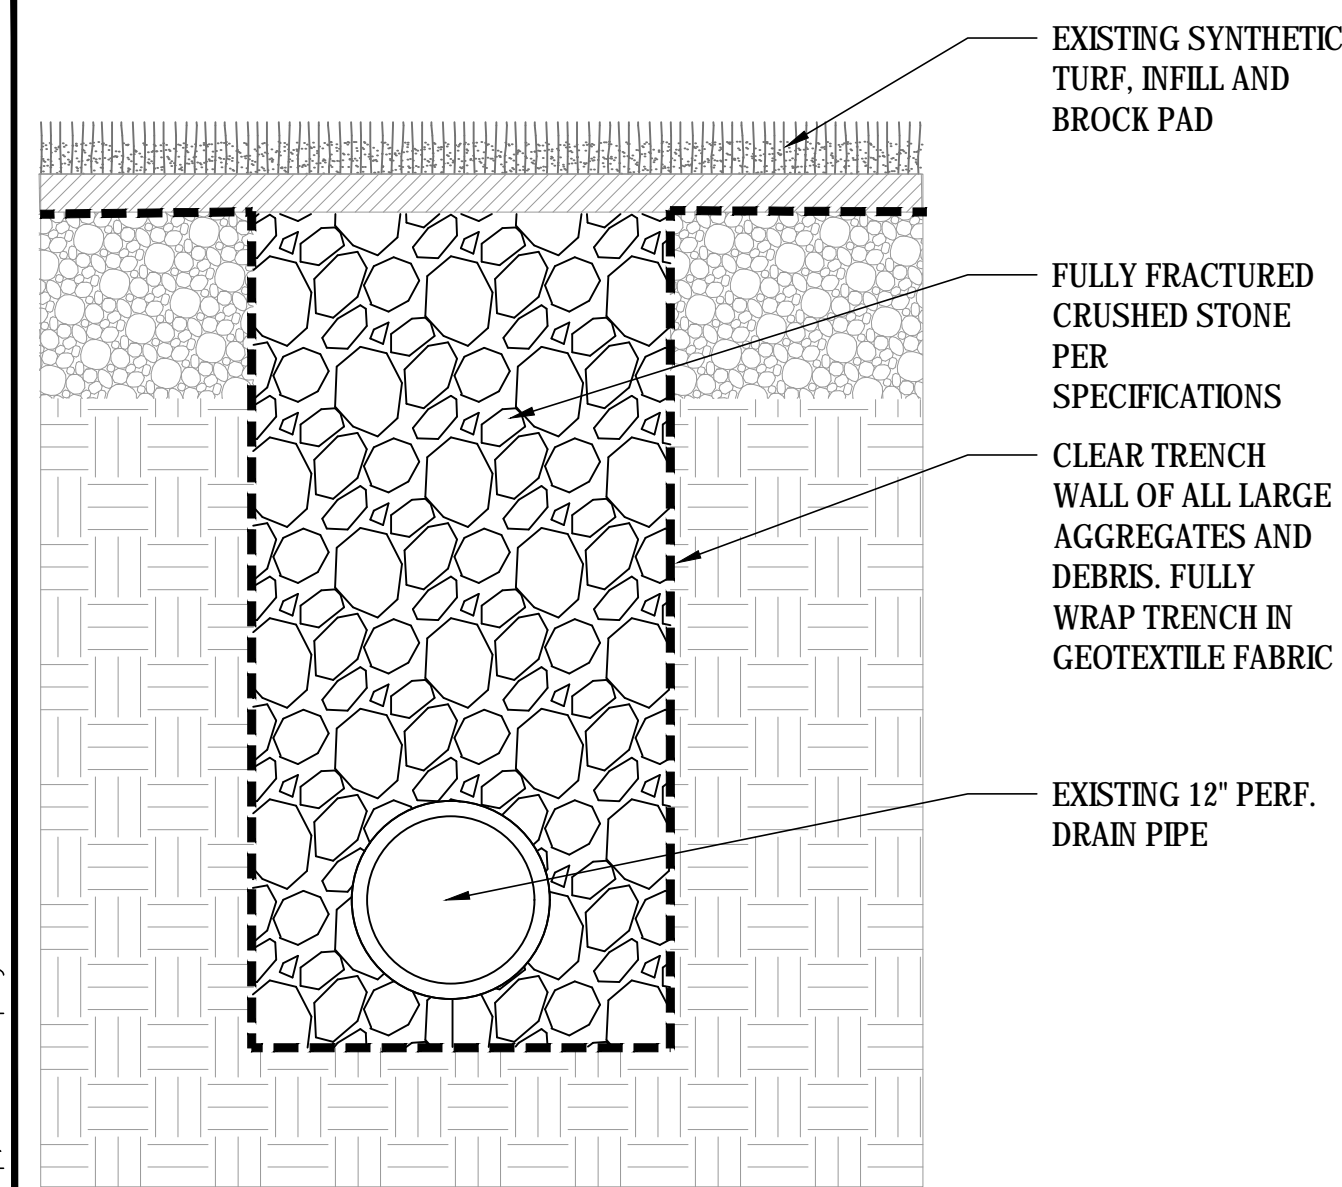 EXISTING SYNTHETIC
TURF, INFILL AND
BROCK PAD
FULLY FRACTURED
CRUSHED STONE
PER
SPECIFICATIONS
CLEAR TRENCH
WALL OF ALL LARGE
AGGREGATES AND
DEBRIS. FULLY
WRAP TRENCH IN
GEOTEXTILE FABRIC
EXISTING 12" PERF.
DRAIN PIPE